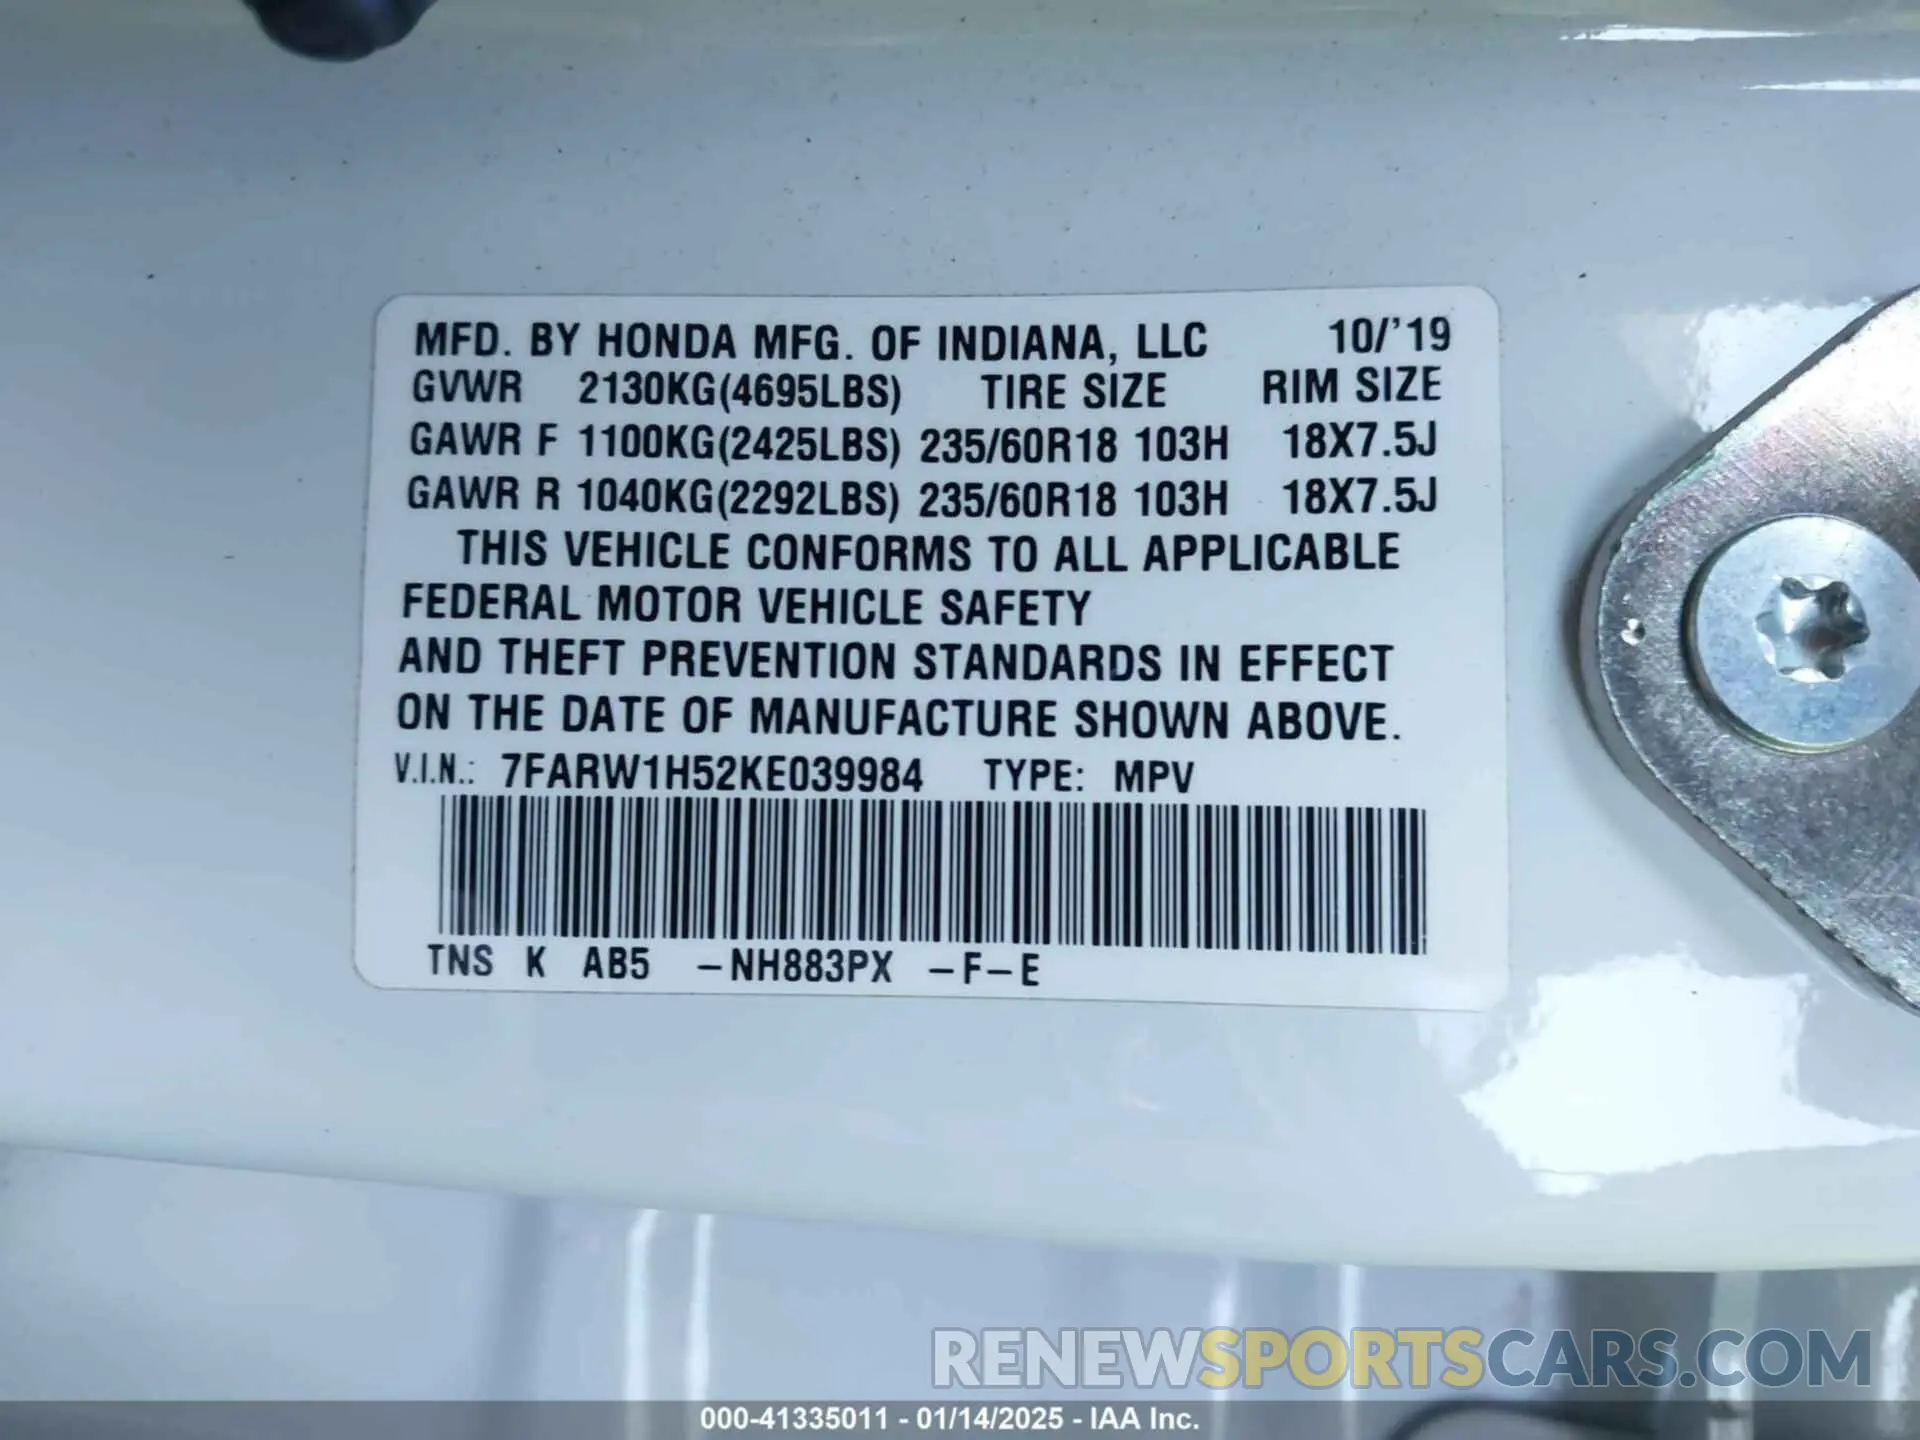 MFD. BY HONDA MFG. OF INDIANA, LLC 10/'19
GVWR 2130KG(4695LBS) TIRE SIZE RIM SIZE
GAWR F 1100KG(2425LBS) 235/60R18 103H 18X7.5J
GAWR R 1040KG(2292LBS) 235/60R18 103H 18X7.5J
THIS VEHICLE CONFORMS TO ALL APPLICABLE
FEDERAL MOTOR VEHICLE SAFETY
AND THEFT PREVENTION STANDARDS IN EFFECT
ON THE DATE OF MANUFACTURE SHOWN ABOVE.
V.I.N.: 7FARW1H52KE039984 TYPE: MPV
TNS K AB5 -NH883PX -F-E
RENEWSPORTSCARS.COM
000-41335011 - 01/14/2025 - IAA Inc.